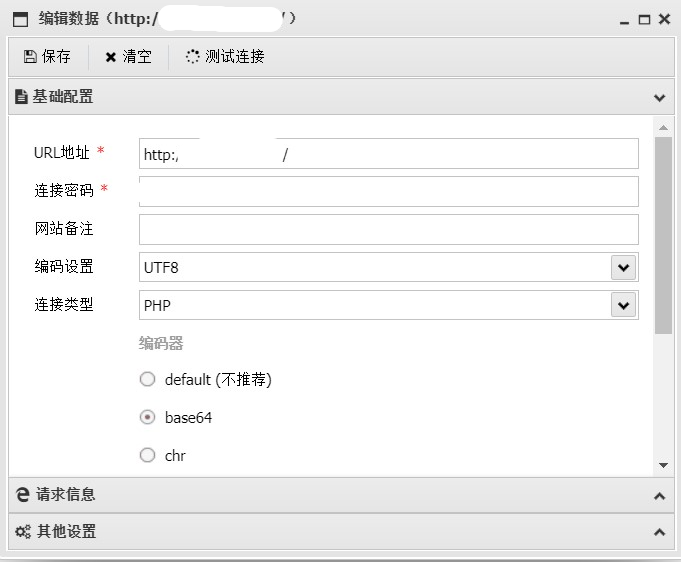 编辑数据（http:/ / ）
保存 清空 测试连接
基础配置
URL地址 * http:/ /
连接密码 *
网站备注
编码设置 UTF8
连接类型 PHP
编码器
default (不推荐)
base64
chr
请求信息
其他设置